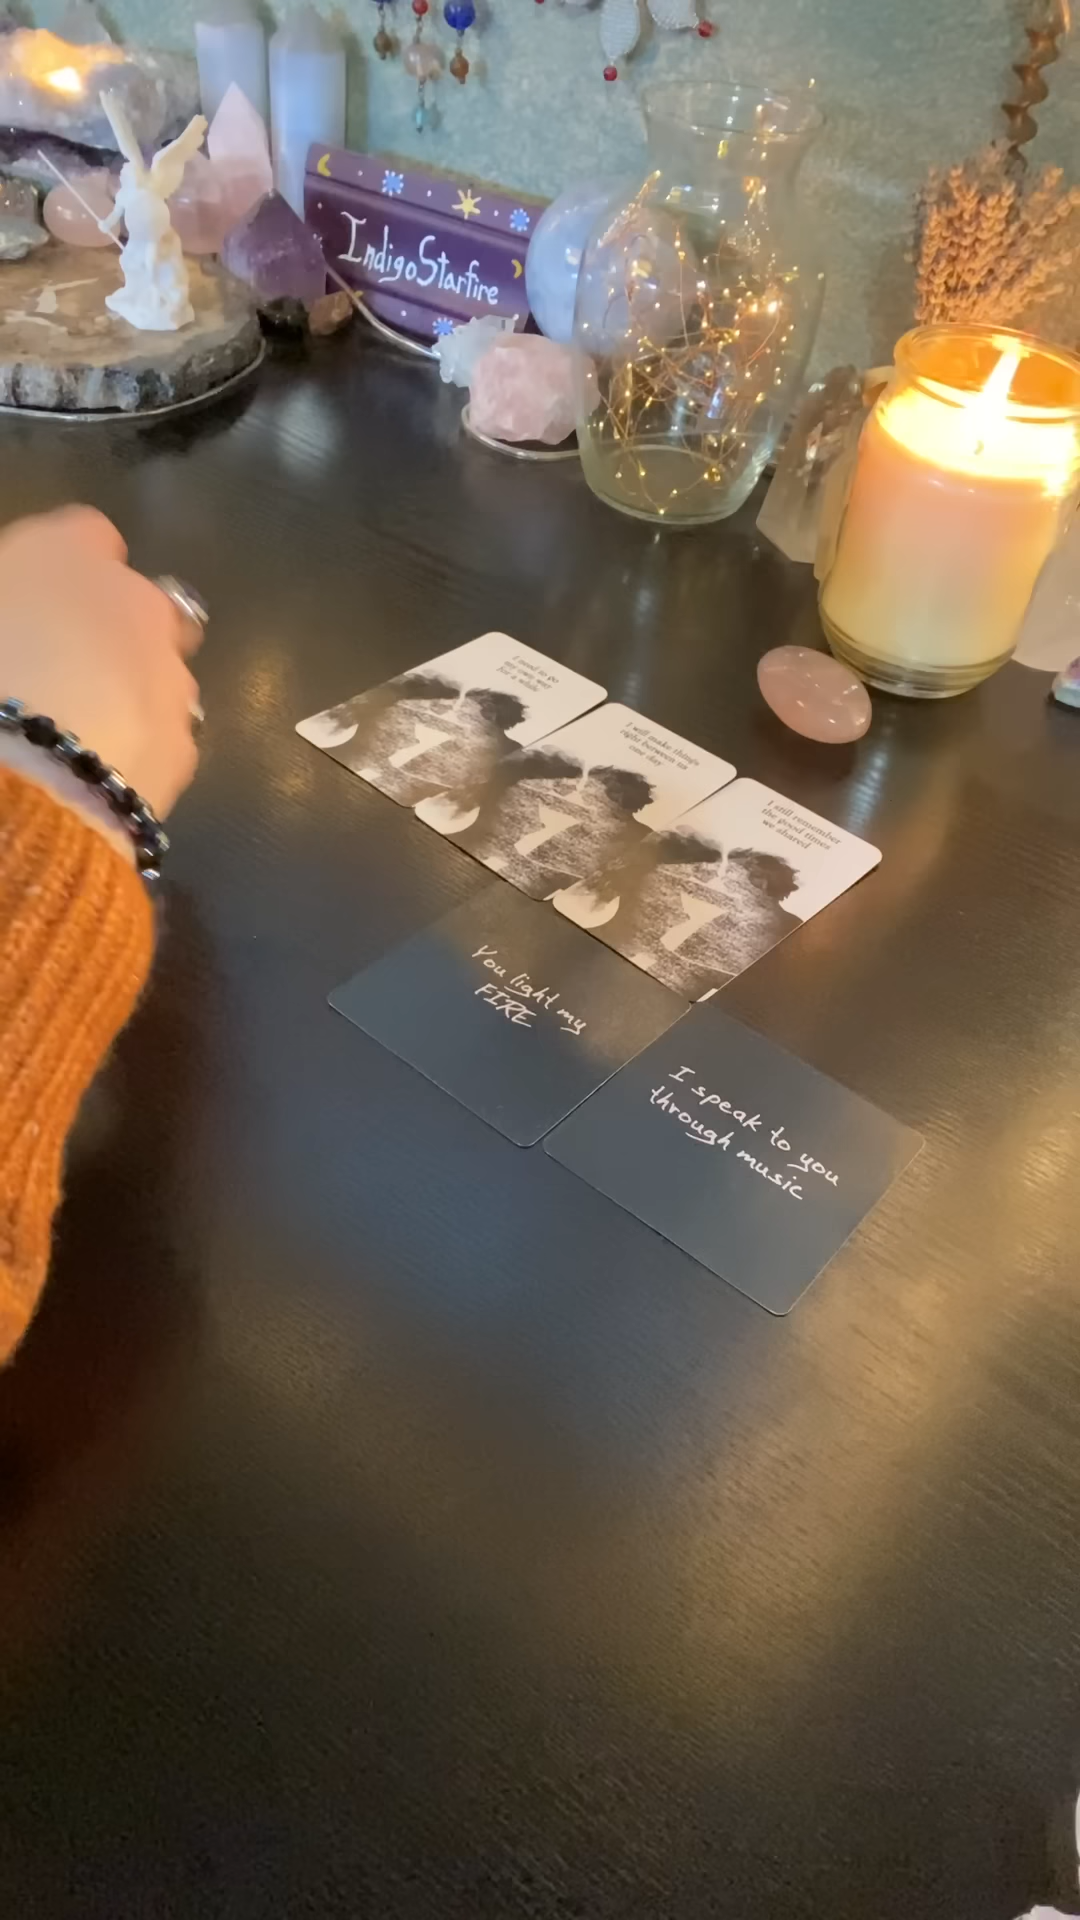 IndigoStarfire
I need to go
my own way
for a while
I will make things
right between us
one day
I still remember
the good times
we shared
You light my
FIRE
I speak to you
through music